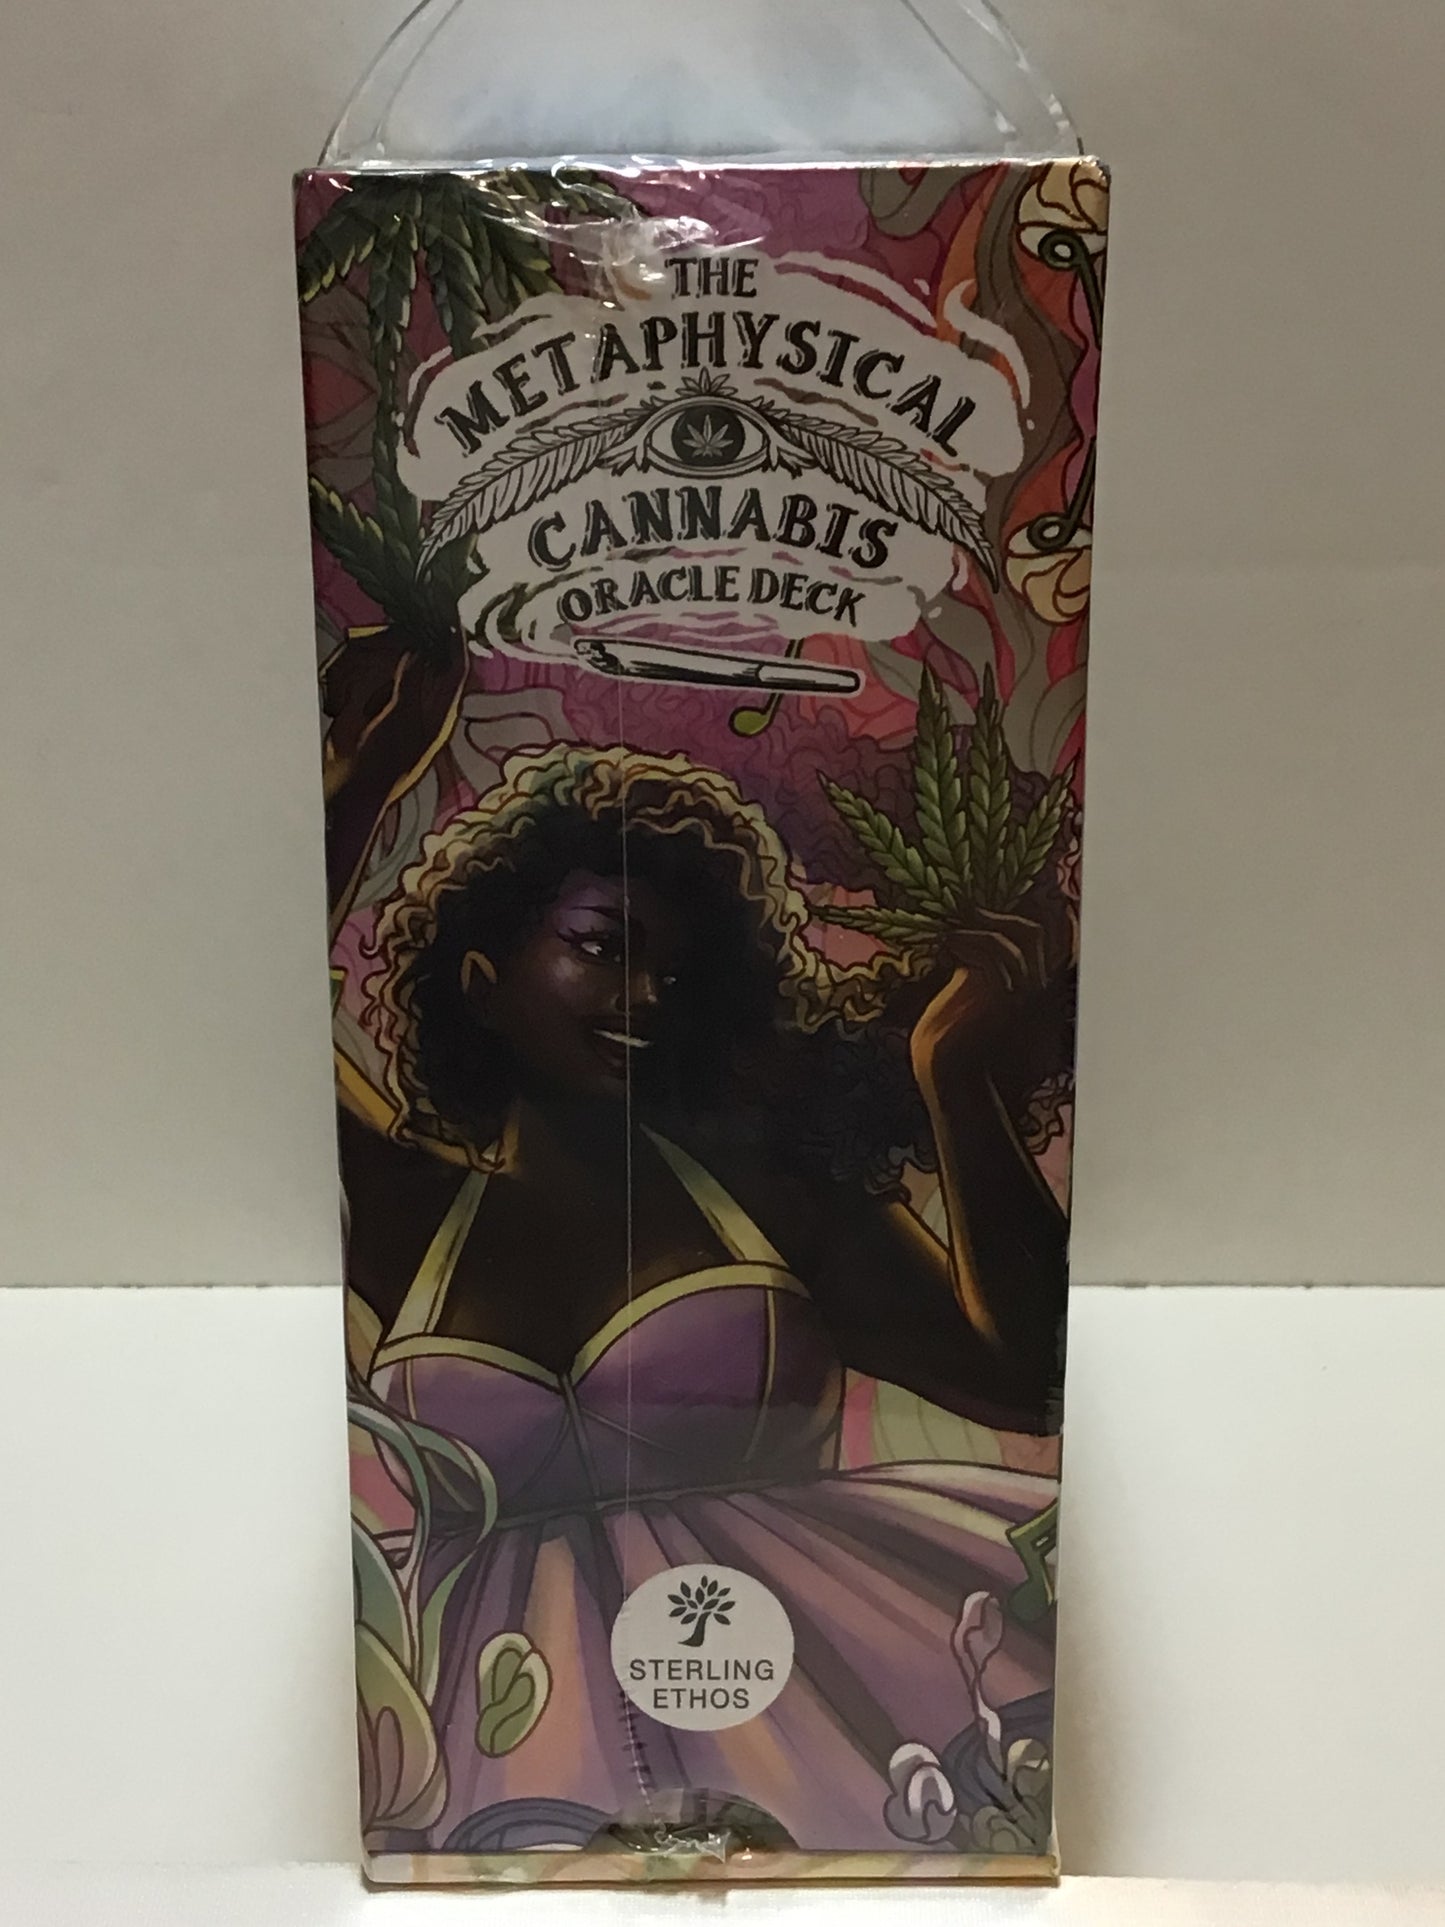 THE
METAPHYSICAL
CANNABIS
ORACLE DECK
STERLING
ETHOS